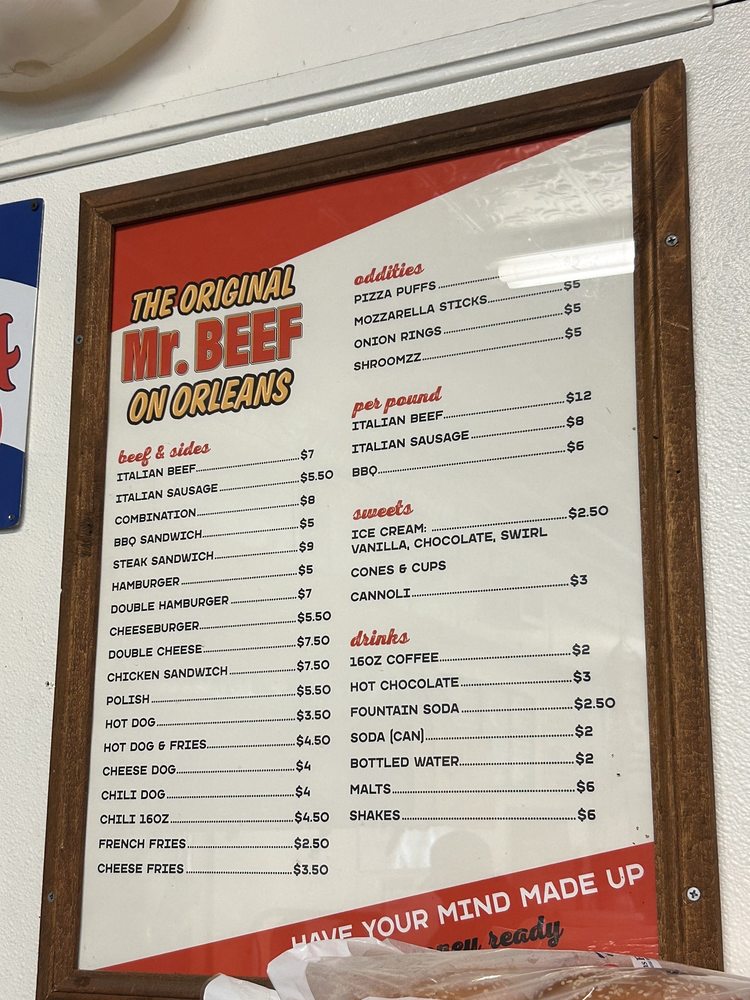 THE ORIGINAL
Mr. BEEF
ON ORLEANS
beef & sides
ITALIAN BEEF $7
ITALIAN SAUSAGE $5.50
COMBINATION $8
BBQ SANDWICH $5
STEAK SANDWICH $9
HAMBURGER $5
DOUBLE HAMBURGER $7
CHEESEBURGER $5.50
DOUBLE CHEESE $7.50
CHICKEN SANDWICH $7.50
POLISH $5.50
HOT DOG $3.50
HOT DOG & FRIES $4.50
CHEESE DOG $4
CHILI DOG $4
CHILI 16OZ $4.50
FRENCH FRIES $2.50
CHEESE FRIES $3.50
oddities
PIZZA PUFFS
MOZZARELLA STICKS $5
ONION RINGS $5
SHROOMZZ $5
per pound
ITALIAN BEEF $12
ITALIAN SAUSAGE $8
BBQ $6
sweets
ICE CREAM: $2.50
VANILLA, CHOCOLATE, SWIRL
CONES & CUPS
CANNOLI $3
drinks
16OZ COFFEE $2
HOT CHOCOLATE $3
FOUNTAIN SODA $2.50
SODA (CAN) $2
BOTTLED WATER $2
MALTS $6
SHAKES $6
HAVE YOUR MIND MADE UP
ready